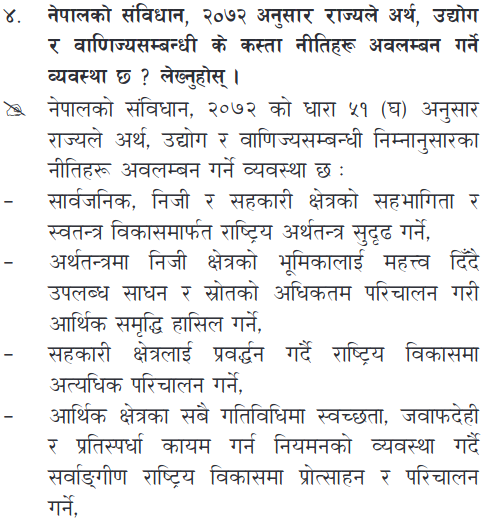 ४. नेपालको संविधान, २०७२ अनुसार राज्यले अर्थ, उद्योग
र वाणिज्यसम्बन्धी के कस्ता नीतिहरू अवलम्बन गर्ने
व्यवस्था छ ? लेख्नुहोस् ।
नेपालको संविधान, २०७२ को धारा ५१ (घ) अनुसार
राज्यले अर्थ, उद्योग र वाणिज्यसम्बन्धी निम्नानुसारका
नीतिहरू अवलम्बन गर्ने व्यवस्था छ :
– सार्वजनिक, निजी र सहकारी क्षेत्रको सहभागिता र
स्वतन्त्र विकासमार्फत राष्ट्रिय अर्थतन्त्र सुदृढ गर्ने,
– अर्थतन्त्रमा निजी क्षेत्रको भूमिकालाई महत्त्व दिँदै
उपलब्ध साधन र स्रोतको अधिकतम परिचालन गरी
आर्थिक समृद्धि हासिल गर्ने,
– सहकारी क्षेत्रलाई प्रवर्द्धन गर्दै राष्ट्रिय विकासमा
अत्यधिक परिचालन गर्ने,
– आर्थिक क्षेत्रका सबै गतिविधिमा स्वच्छता, जवाफदेही
र प्रतिस्पर्धा कायम गर्न नियमनको व्यवस्था गर्दै
सर्वाङ्गीण राष्ट्रिय विकासमा प्रोत्साहन र परिचालन
गर्ने,